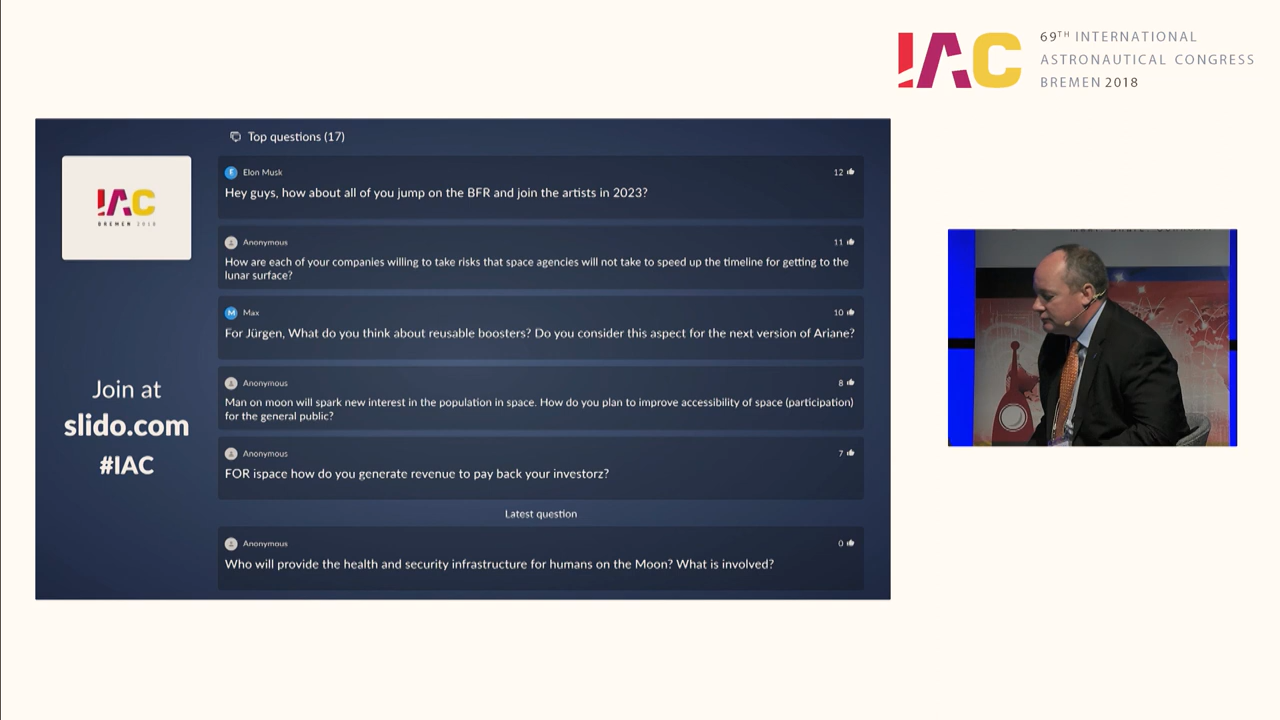 IAC
69TH INTERNATIONAL
ASTRONAUTICAL CONGRESS
BREMEN 2018
Top questions (17)
IAC
BREMEN 2018
E
Elon Musk
12
Hey guys, how about all of you jump on the BFR and join the artists in 2023?
Anonymous
11
How are each of your companies willing to take risks that space agencies will not take to speed up the timeline for getting to the
lunar surface?
M
Max
10
For Jürgen, What do you think about reusable boosters? Do you consider this aspect for the next version of Ariane?
Anonymous
8
Man on moon will spark new interest in the population in space. How do you plan to improve accessibility of space (participation)
for the general public?
Anonymous
7
FOR ispace how do you generate revenue to pay back your investorz?
Latest question
Anonymous
0
Who will provide the health and security infrastructure for humans on the Moon? What is involved?
Join at
slido.com
#IAC